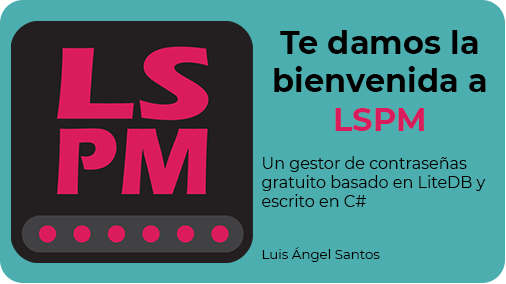 LS
PM
Te damos la
bienvenida a
LSPM
Un gestor de contraseñas
gratuito basado en LiteDB y
escrito en C#
Luis Ángel Santos